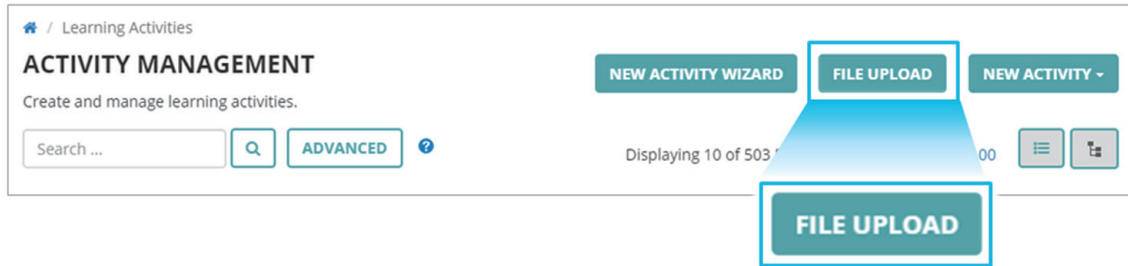 / Learning Activities
ACTIVITY MANAGEMENT
NEW ACTIVITY WIZARD
FILE UPLOAD
NEW ACTIVITY
Create and manage learning activities.
Search ...
ADVANCED
?
Displaying 10 of 503
00
FILE UPLOAD